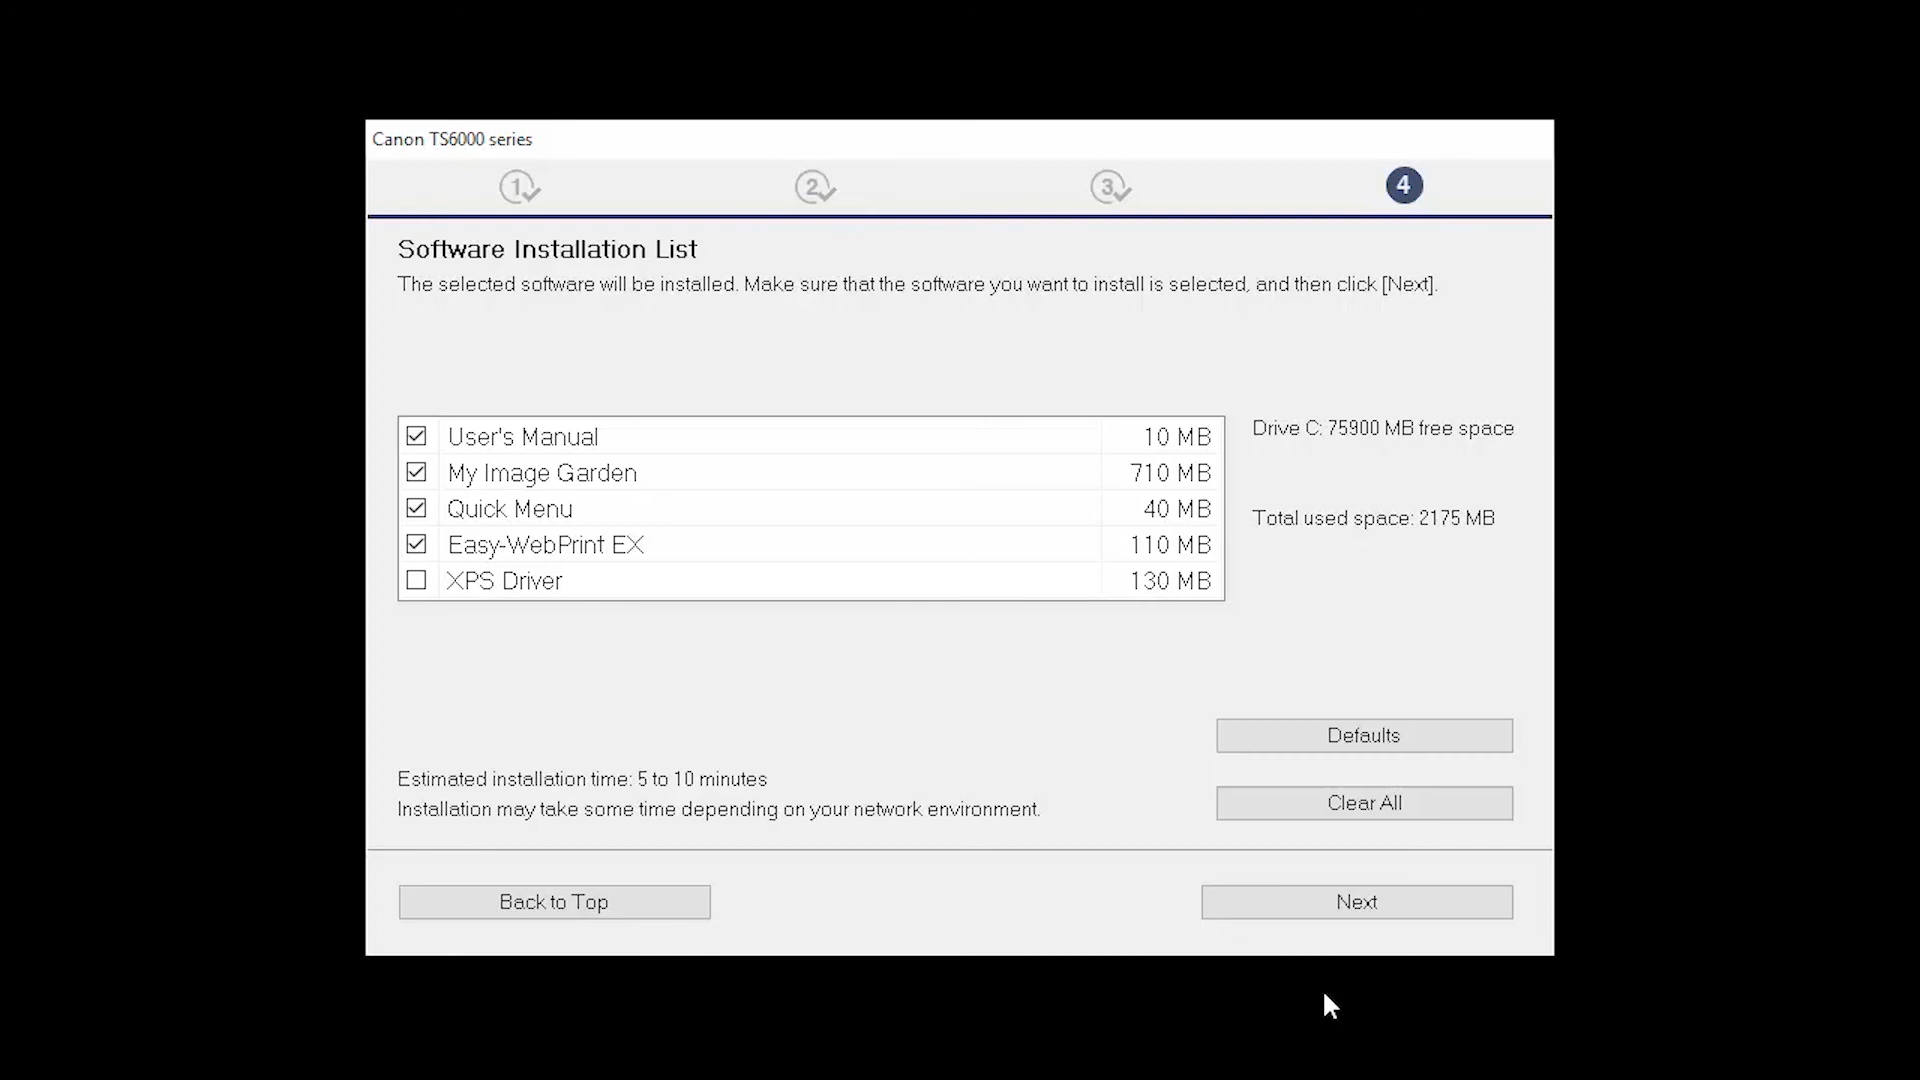 Canon TS6000 series
1 2 3 4
Software Installation List
The selected software will be installed. Make sure that the software you want to install is selected, and then click [Next].
User's Manual 10 MB
My Image Garden 710 MB
Quick Menu 40 MB
Easy-WebPrint EX 110 MB
XPS Driver 130 MB
Drive C: 75900 MB free space
Total used space: 2175 MB
Defaults
Estimated installation time: 5 to 10 minutes
Installation may take some time depending on your network environment.
Clear All
Back to Top
Next